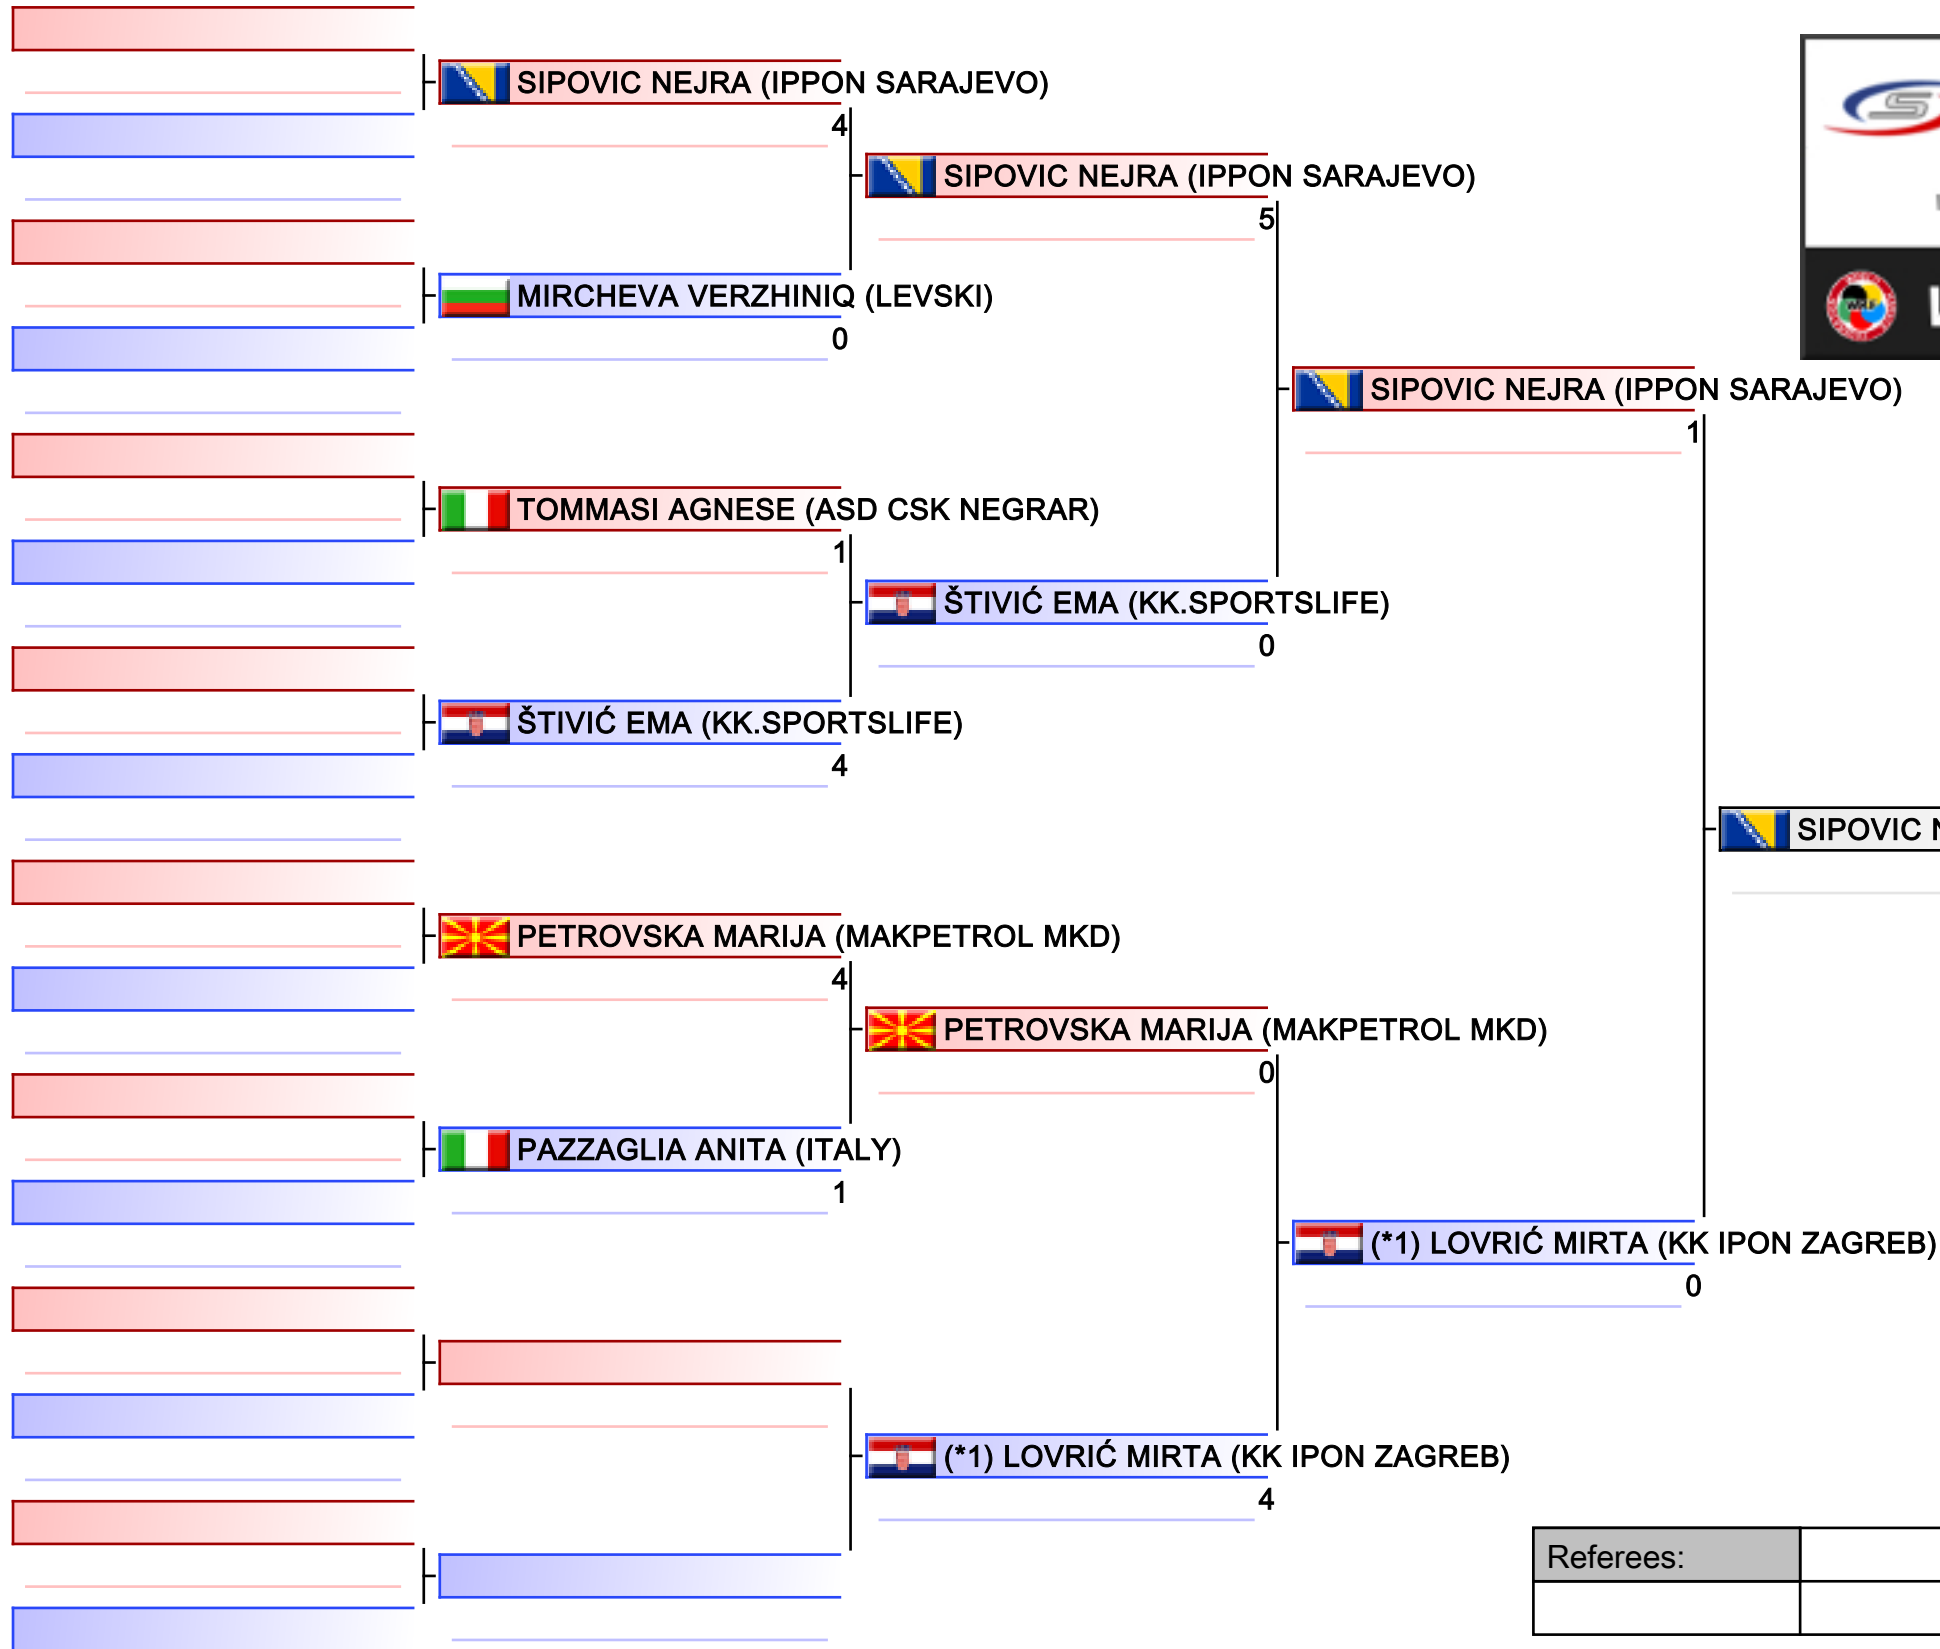 SIPOVIC NEJRA (IPPON SARAJEVO)
4
SIPOVIC NEJRA (IPPON SARAJEVO)
5
MIRCHEVA VERZHINIQ (LEVSKI)
0
SIPOVIC NEJRA (IPPON SARAJEVO)
1
TOMMASI AGNESE (ASD CSK NEGRAR)
1
ŠTIVIĆ EMA (KK.SPORTSLIFE)
0
ŠTIVIĆ EMA (KK.SPORTSLIFE)
4
SIPOVIC
PETROVSKA MARIJA (MAKPETROL MKD)
4
PETROVSKA MARIJA (MAKPETROL MKD)
0
PAZZAGLIA ANITA (ITALY)
1
(*1) LOVRIĆ MIRTA (KK IPON ZAGREB)
0
(*1) LOVRIĆ MIRTA (KK IPON ZAGREB)
4
Referees: